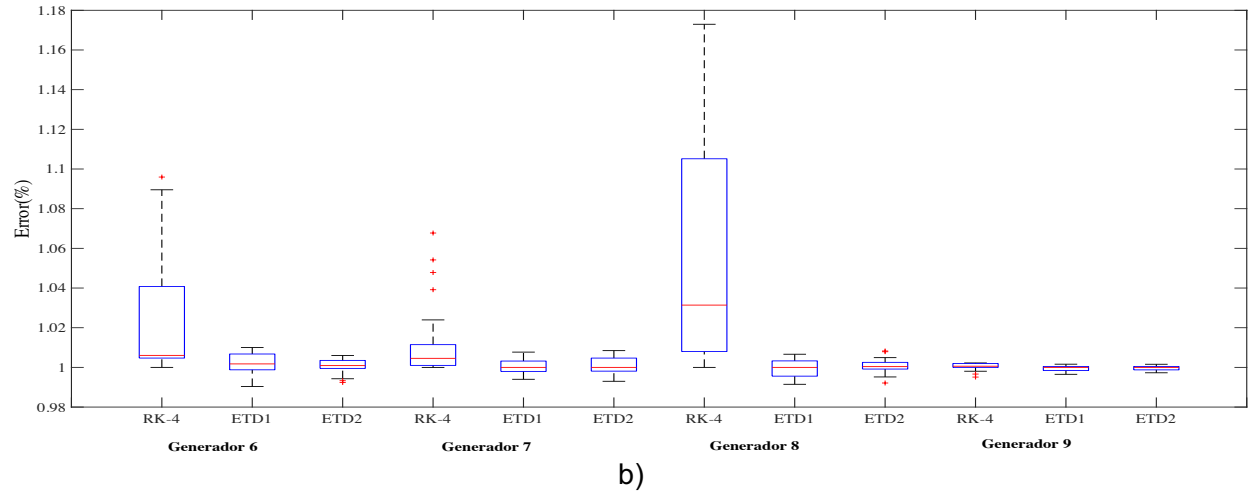 1.18
1.16
1.14
1.12
1.1
1.08
1.06
1.04
1.02
1
0.98
Error(%)
RK-4 ETD1 ETD2 RK-4 ETD1 ETD2 RK-4 ETD1 ETD2 RK-4 ETD1 ETD2
Generador 6 Generador 7 Generador 8 Generador 9
b)